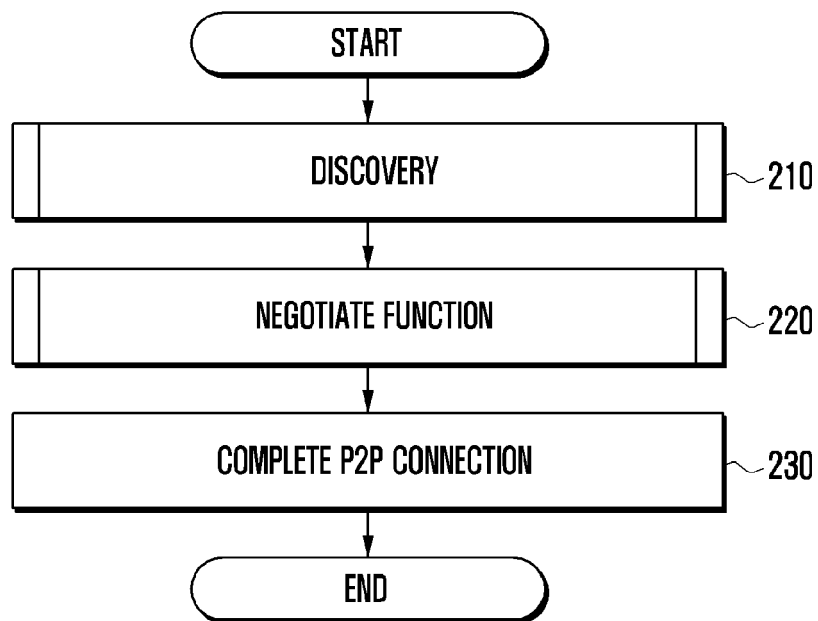 START
DISCOVERY 210
NEGOTIATE FUNCTION 220
COMPLETE P2P CONNECTION 230
END